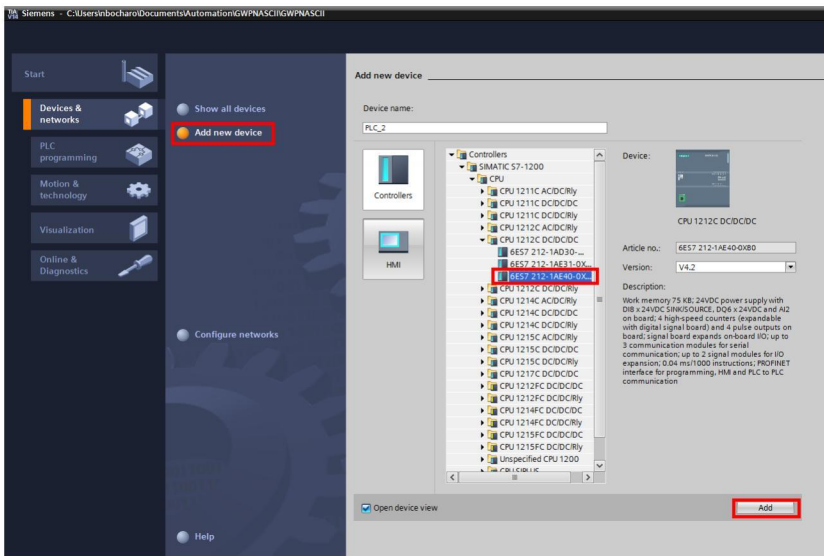 Siemens - C:\Users\nbocharo\Documents\Automation\GWPNASCII\GWPNASCII
Start
Devices &
networks
PLC
programming
Motion &
technology
Visualization
Online &
Diagnostics
Show all devices
Add new device
Configure networks
Help
Add new device
Device name:
PLC_2
Controllers
HMI
Controllers
SIMATIC S7-1200
CPU
CPU 1211C AC/DC/Rly
CPU 1211C DC/DC/DC
CPU 1211C DC/DC/Rly
CPU 1212C AC/DC/Rly
CPU 1212C DC/DC/DC
6ES7 212-1AD30-...
6ES7 212-1AE31-0X...
6ES7 212-1AE40-0X...
CPU 1212C DC/DC/Rly
CPU 1214C AC/DC/Rly
CPU 1214C DC/DC/DC
CPU 1214C DC/DC/Rly
CPU 1215C AC/DC/Rly
CPU 1215C DC/DC/DC
CPU 1215C DC/DC/Rly
CPU 1217C DC/DC/DC
CPU 1212FC DC/DC/DC
CPU 1212FC DC/DC/Rly
CPU 1214FC DC/DC/DC
CPU 1214FC DC/DC/Rly
CPU 1215FC DC/DC/DC
CPU 1215FC DC/DC/Rly
Unspecified CPU 1200
CPU SIPLUS
Device:
CPU 1212C DC/DC/DC
Article no.: 6ES7 212-1AE40-0XB0
Version: V4.2
Description:
Work memory 75 KB; 24VDC power supply with
DI8 x 24VDC SINK/SOURCE, DQ6 x 24VDC and AI2
on board; 4 high-speed counters (expandable
with digital signal board) and 4 pulse outputs on
board; signal board expands on-board I/O; up to
3 communication modules for serial
communication; up to 2 signal modules for I/O
expansion; 0.04 ms/1000 instructions; PROFINET
interface for programming, HMI and PLC to PLC
communication
Open device view
Add